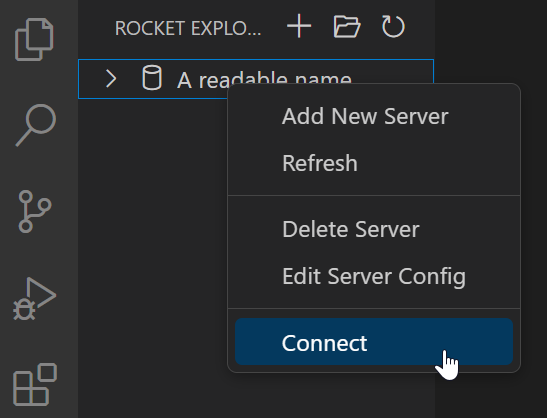 ROCKET EXPLO...
A readable name
Add New Server
Refresh
Delete Server
Edit Server Config
Connect